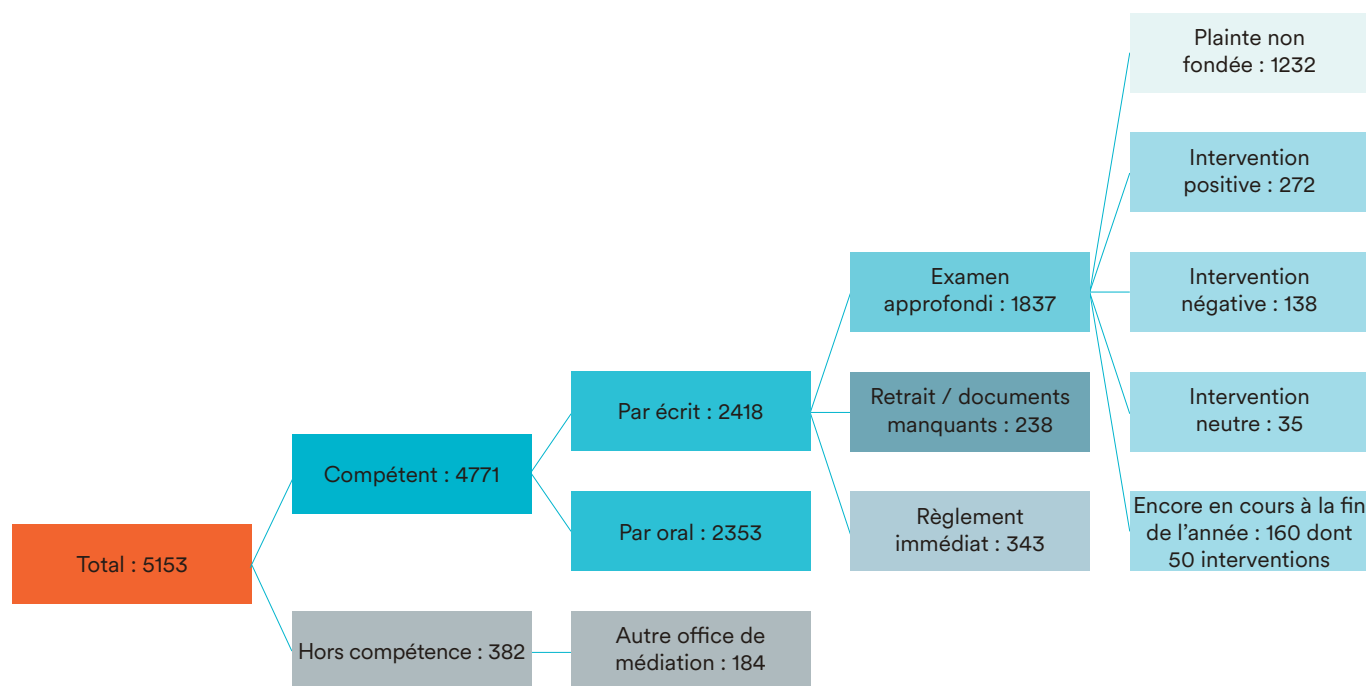 Total : 5153
Compétent : 4771
Hors compétence : 382
Par écrit : 2418
Par oral : 2353
Autre office de
médiation : 184
Examen
approfondi : 1837
Retrait / documents
manquants : 238
Règlement
immédiat : 343
Plainte non
fondée : 1232
Intervention
positive : 272
Intervention
négative : 138
Intervention
neutre : 35
Encore en cours à la fin
de l’année : 160 dont
50 interventions